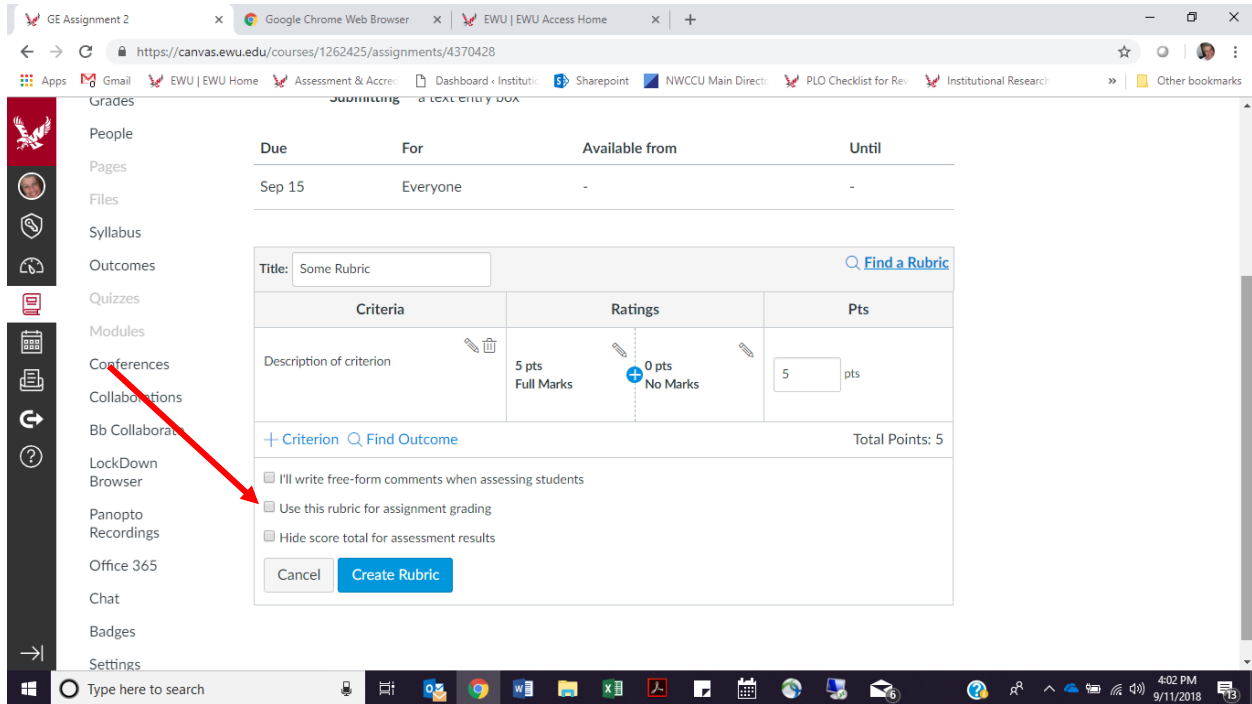 GE Assignment 2
Google Chrome Web Browser
EWU | EWU Access Home
https://canvas.ewu.edu/courses/1262425/assignments/4370428
Apps Gmail EWU | EWU Home Assessment & Accred Dashboard ‹ Institutic Sharepoint NWCCU Main Directo PLO Checklist for Rev Institutional Research » Other bookmarks
Grades
Submitting a text entry box
People
Pages
Files
Syllabus
Outcomes
Quizzes
Modules
Conferences
Collaborations
Bb Collaborate
LockDown
Browser
Panopto
Recordings
Office 365
Chat
Badges
Settings
Due For Available from Until
Sep 15 Everyone - -
Title: Some Rubric Find a Rubric
Criteria Ratings Pts
Description of criterion
5 pts
Full Marks
0 pts
No Marks
5 pts
+ Criterion Find Outcome Total Points: 5
I'll write free-form comments when assessing students
Use this rubric for assignment grading
Hide score total for assessment results
Cancel Create Rubric
Type here to search
6
4:02 PM
9/11/2018
13